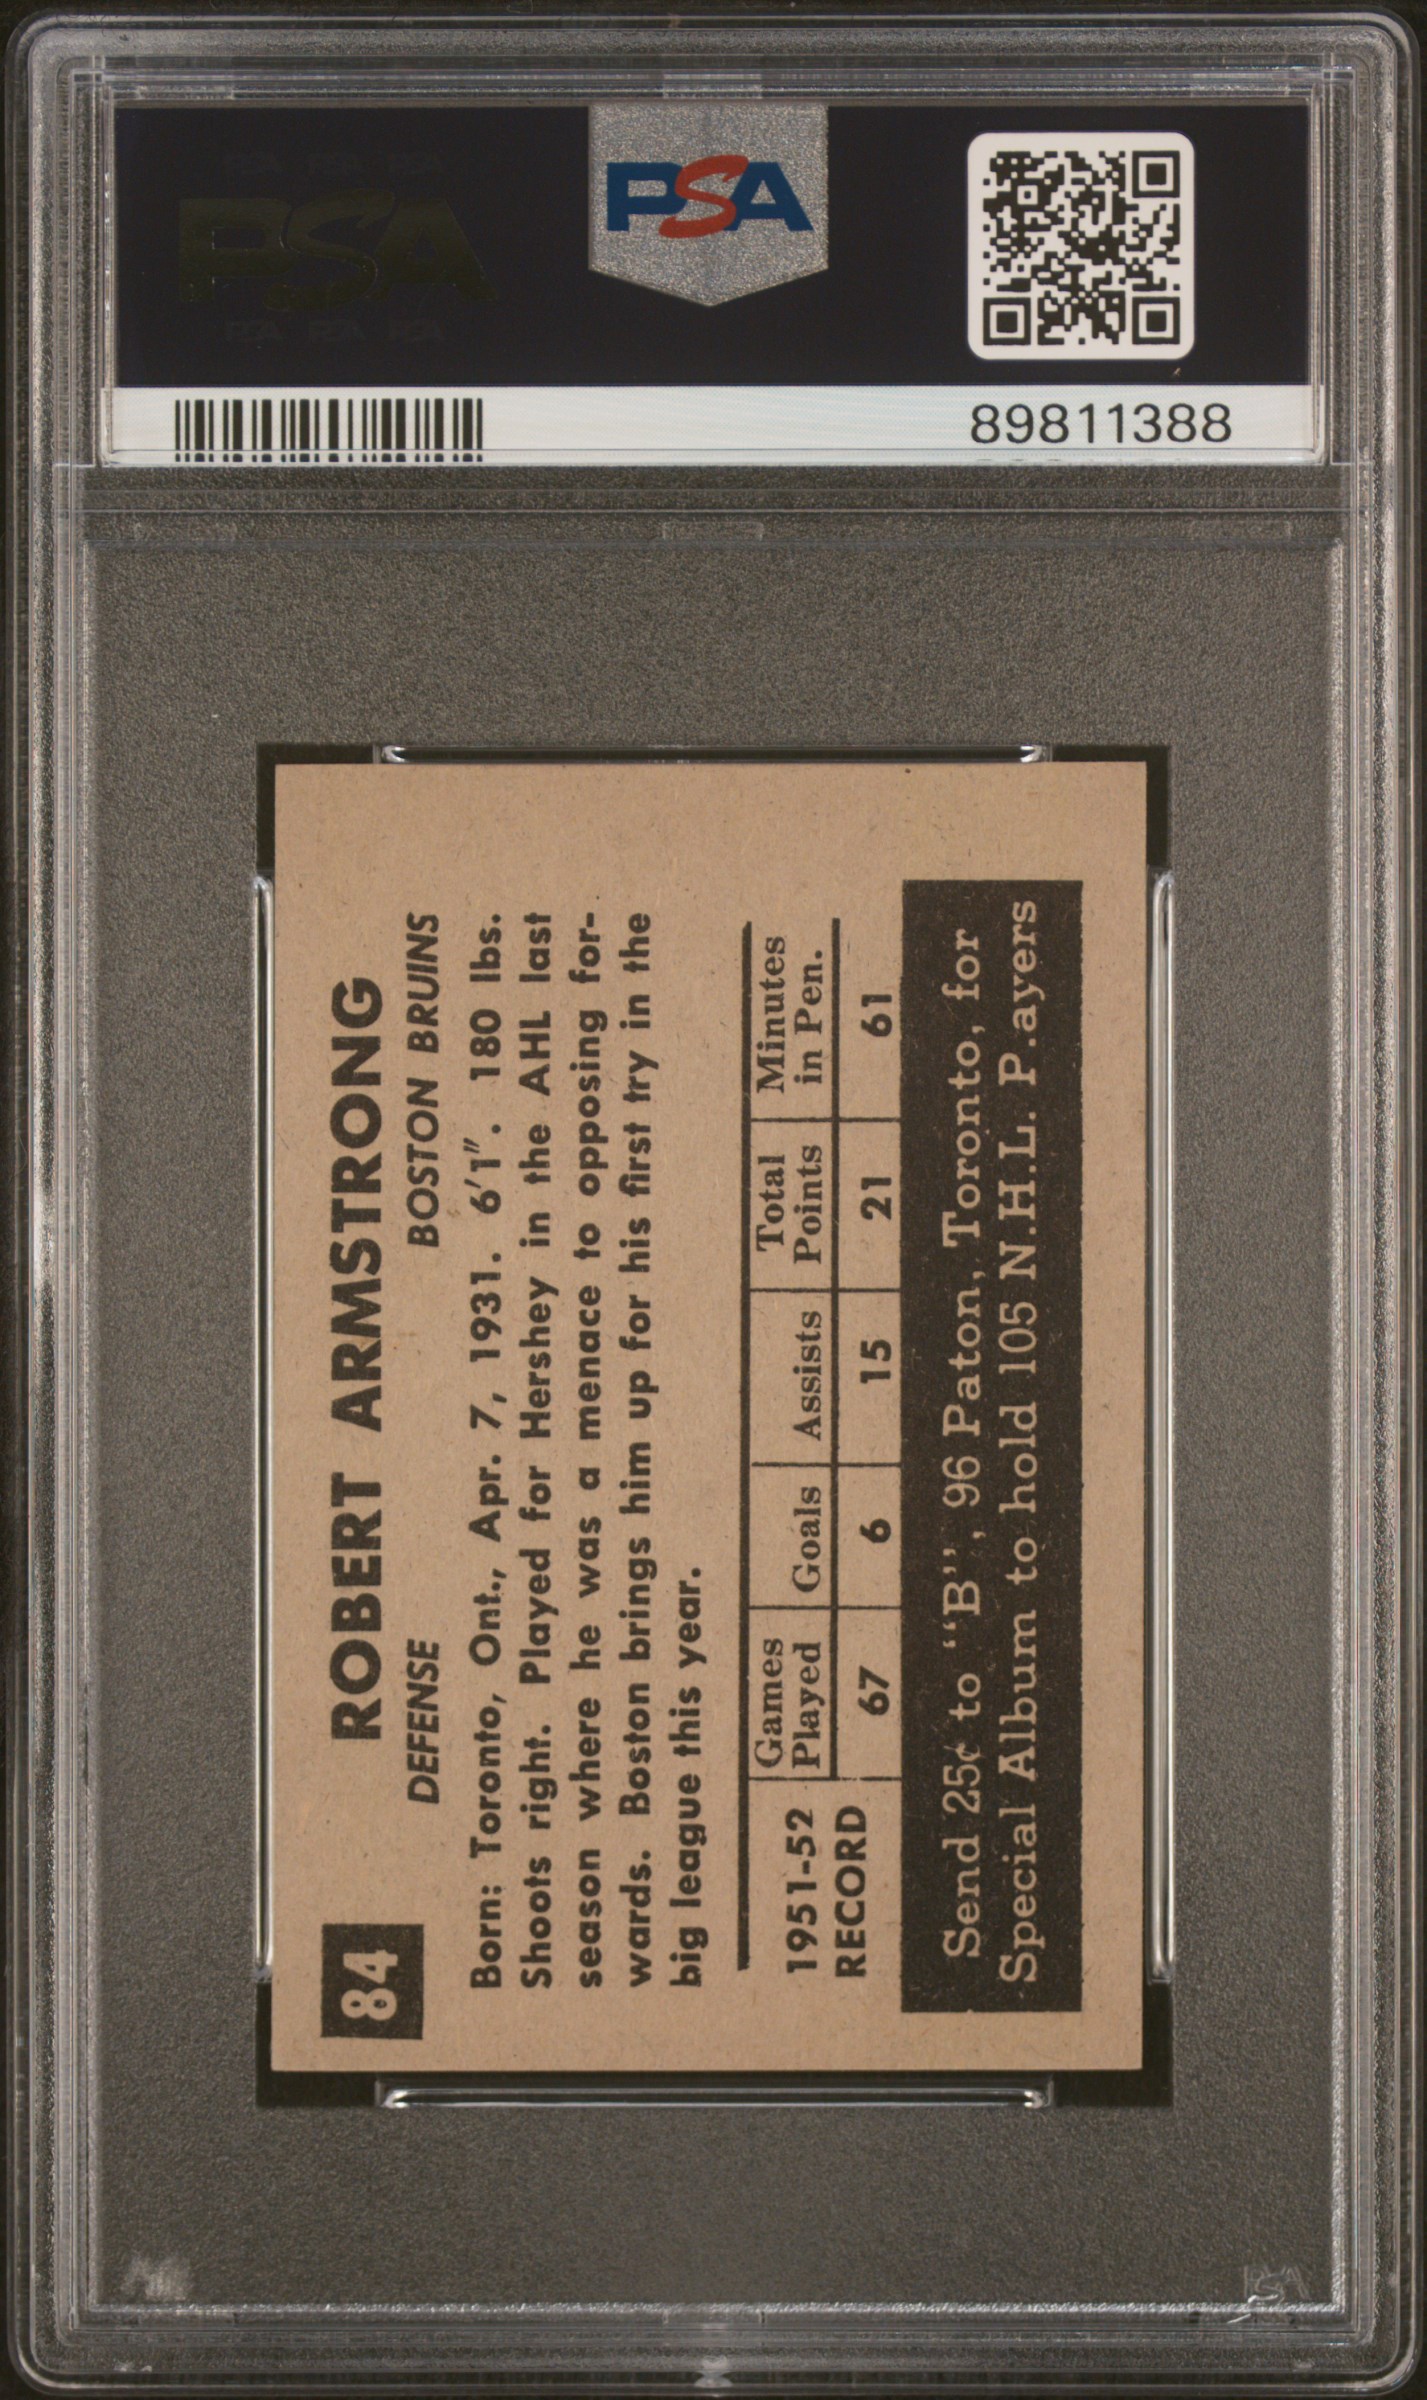 PSA
PSA
89811388
84
ROBERT ARMSTRONG
DEFENSE BOSTON BRUINS
Born: Toronto, Ont., Apr. 7, 1931. 6'1". 180 lbs.
Shoots right. Played for Hershey in the AHL last
season where he was a menace to opposing for-
wards. Boston brings him up for his first try in the
big league this year.
1951-52 RECORD
Games Played Goals Assists Total Points Minutes in Pen.
67 6 15 21 61
Send 25¢ to "B", 96 Paton, Toronto, for
Special Album to hold 105 N.H.L. P.ayers
PSA